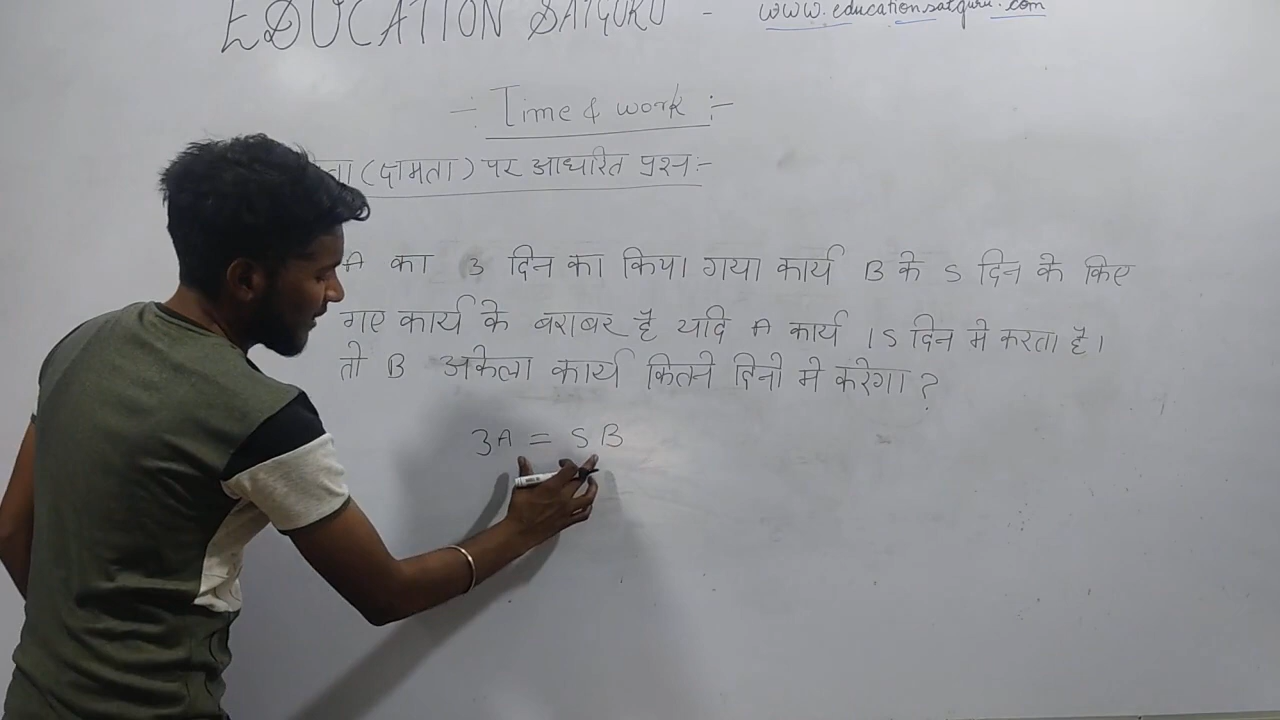 EDUCATION SATGURU - www.educationsatguru.com
-: Time & work :-
(क्षमता) पर आधारित प्रश्न:-
A का 3 दिन का किया गया कार्य B के 5 दिन के किए
गए कार्य के बराबर है यदि A कार्य 15 दिन मे करता है।
तो B अकेला कार्य कितने दिनो मे करेगा ?
3A = 5B